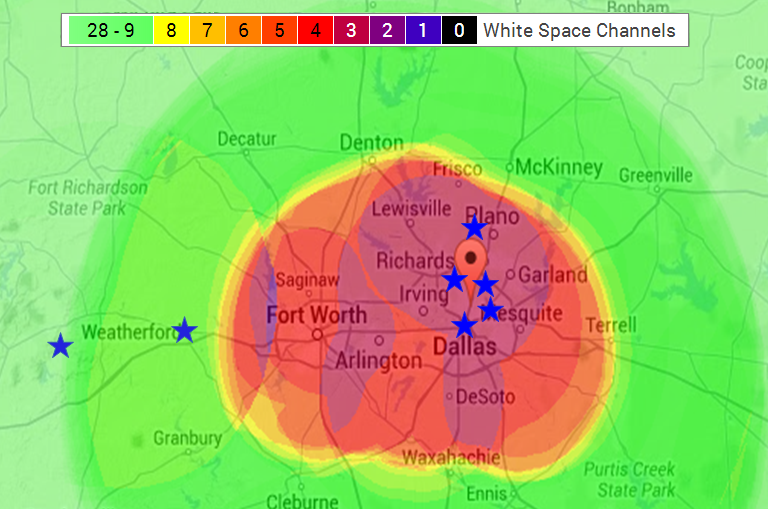 Bonham
28 - 9 8 7 6 5 4 3 2 1 0 White Space Channels
Decatur
Denton
Frisco
McKinney
Greenville
Fort Richardson
State Park
Lewisville
Plano
Richards
Garland
Saginaw
Irving
Fort Worth
esquite
Terrell
Weatherford
Dallas
Arlington
DeSoto
Granbury
Waxahachie
Purtis Creek
State Park
Cleburne
Ennis
Coop
Sta